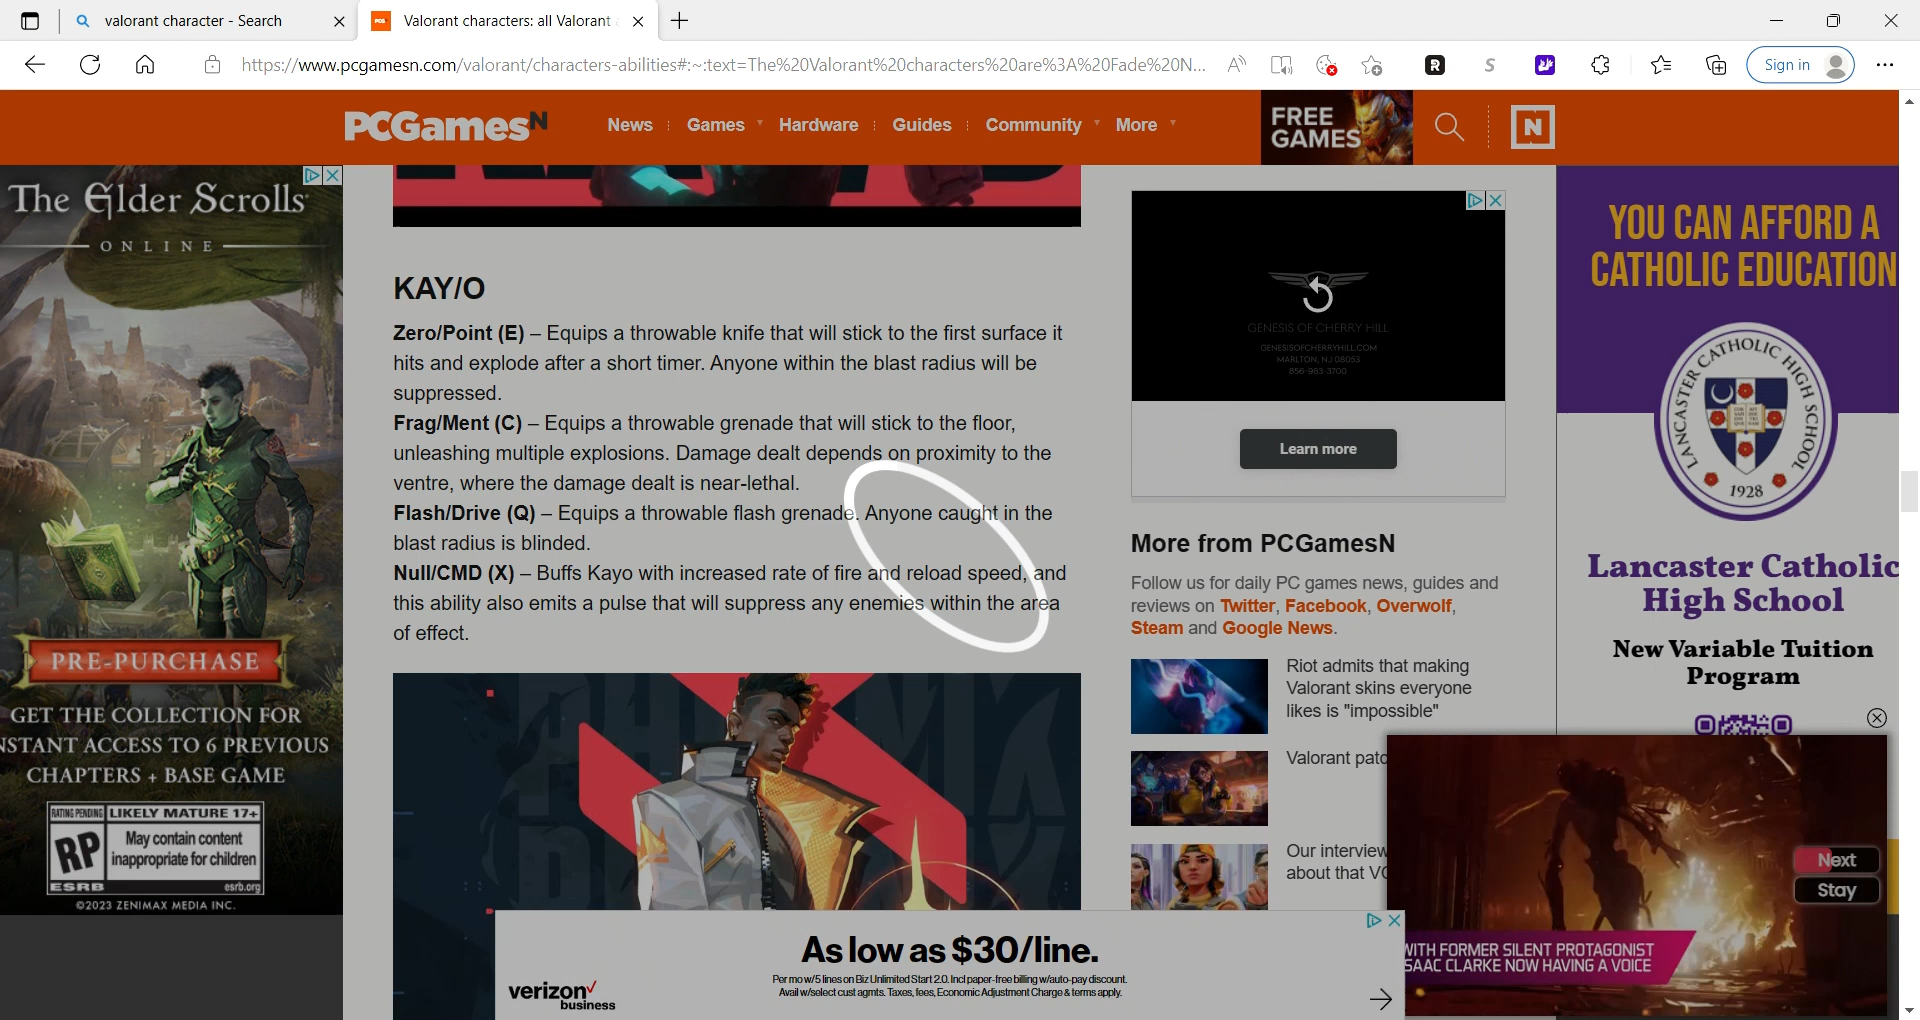 valorant character - Search
Valorant characters: all Valorant
https://www.pcgamesn.com/valorant/characters-abilities#:~:text=The%20Valorant%20characters%20are%3A%20Fade%20N...
Sign in
PCGamesN
News
Games
Hardware
Guides
Community
More
FREE
GAMES
N
The Elder Scrolls
ONLINE
PRE-PURCHASE
GET THE COLLECTION FOR
NSTANT ACCESS TO 6 PREVIOUS
CHAPTERS + BASE GAME
RATING PENDING
LIKELY MATURE 17+
RP
May contain content
inappropriate for children
ESRB
esrb.org
©2023 ZENIMAX MEDIA INC.
KAY/O
Zero/Point (E) – Equips a throwable knife that will stick to the first surface it
hits and explode after a short timer. Anyone within the blast radius will be
suppressed.
Frag/Ment (C) – Equips a throwable grenade that will stick to the floor,
unleashing multiple explosions. Damage dealt depends on proximity to the
ventre, where the damage dealt is near-lethal.
Flash/Drive (Q) – Equips a throwable flash grenade. Anyone caught in the
blast radius is blinded.
Null/CMD (X) – Buffs Kayo with increased rate of fire and reload speed, and
this ability also emits a pulse that will suppress any enemies within the area
of effect.
GENESIS OF CHERRY HILL
GENESISOFCHERRYHILL.COM
MARLTON, NJ 08053
856-983-3700
Learn more
More from PCGamesN
Follow us for daily PC games news, guides and
reviews on Twitter, Facebook, Overwolf,
Steam and Google News.
Riot admits that making
Valorant skins everyone
likes is "impossible"
Valorant patc
Our interview
about that VC
YOU CAN AFFORD A
CATHOLIC EDUCATION
LANCASTER CATHOLIC HIGH SCHOOL
1928
Lancaster Catholic
High School
New Variable Tuition
Program
Next
Stay
WITH FORMER SILENT PROTAGONIST
ISAAC CLARKE NOW HAVING A VOICE
As low as $30/line.
Per mo w/5 lines on Biz Unlimited Start 2.0. Incl paper-free billing w/auto-pay discount.
Avail w/select cust agmts. Taxes, fees, Economic Adjustment Charge & terms apply.
verizon
business